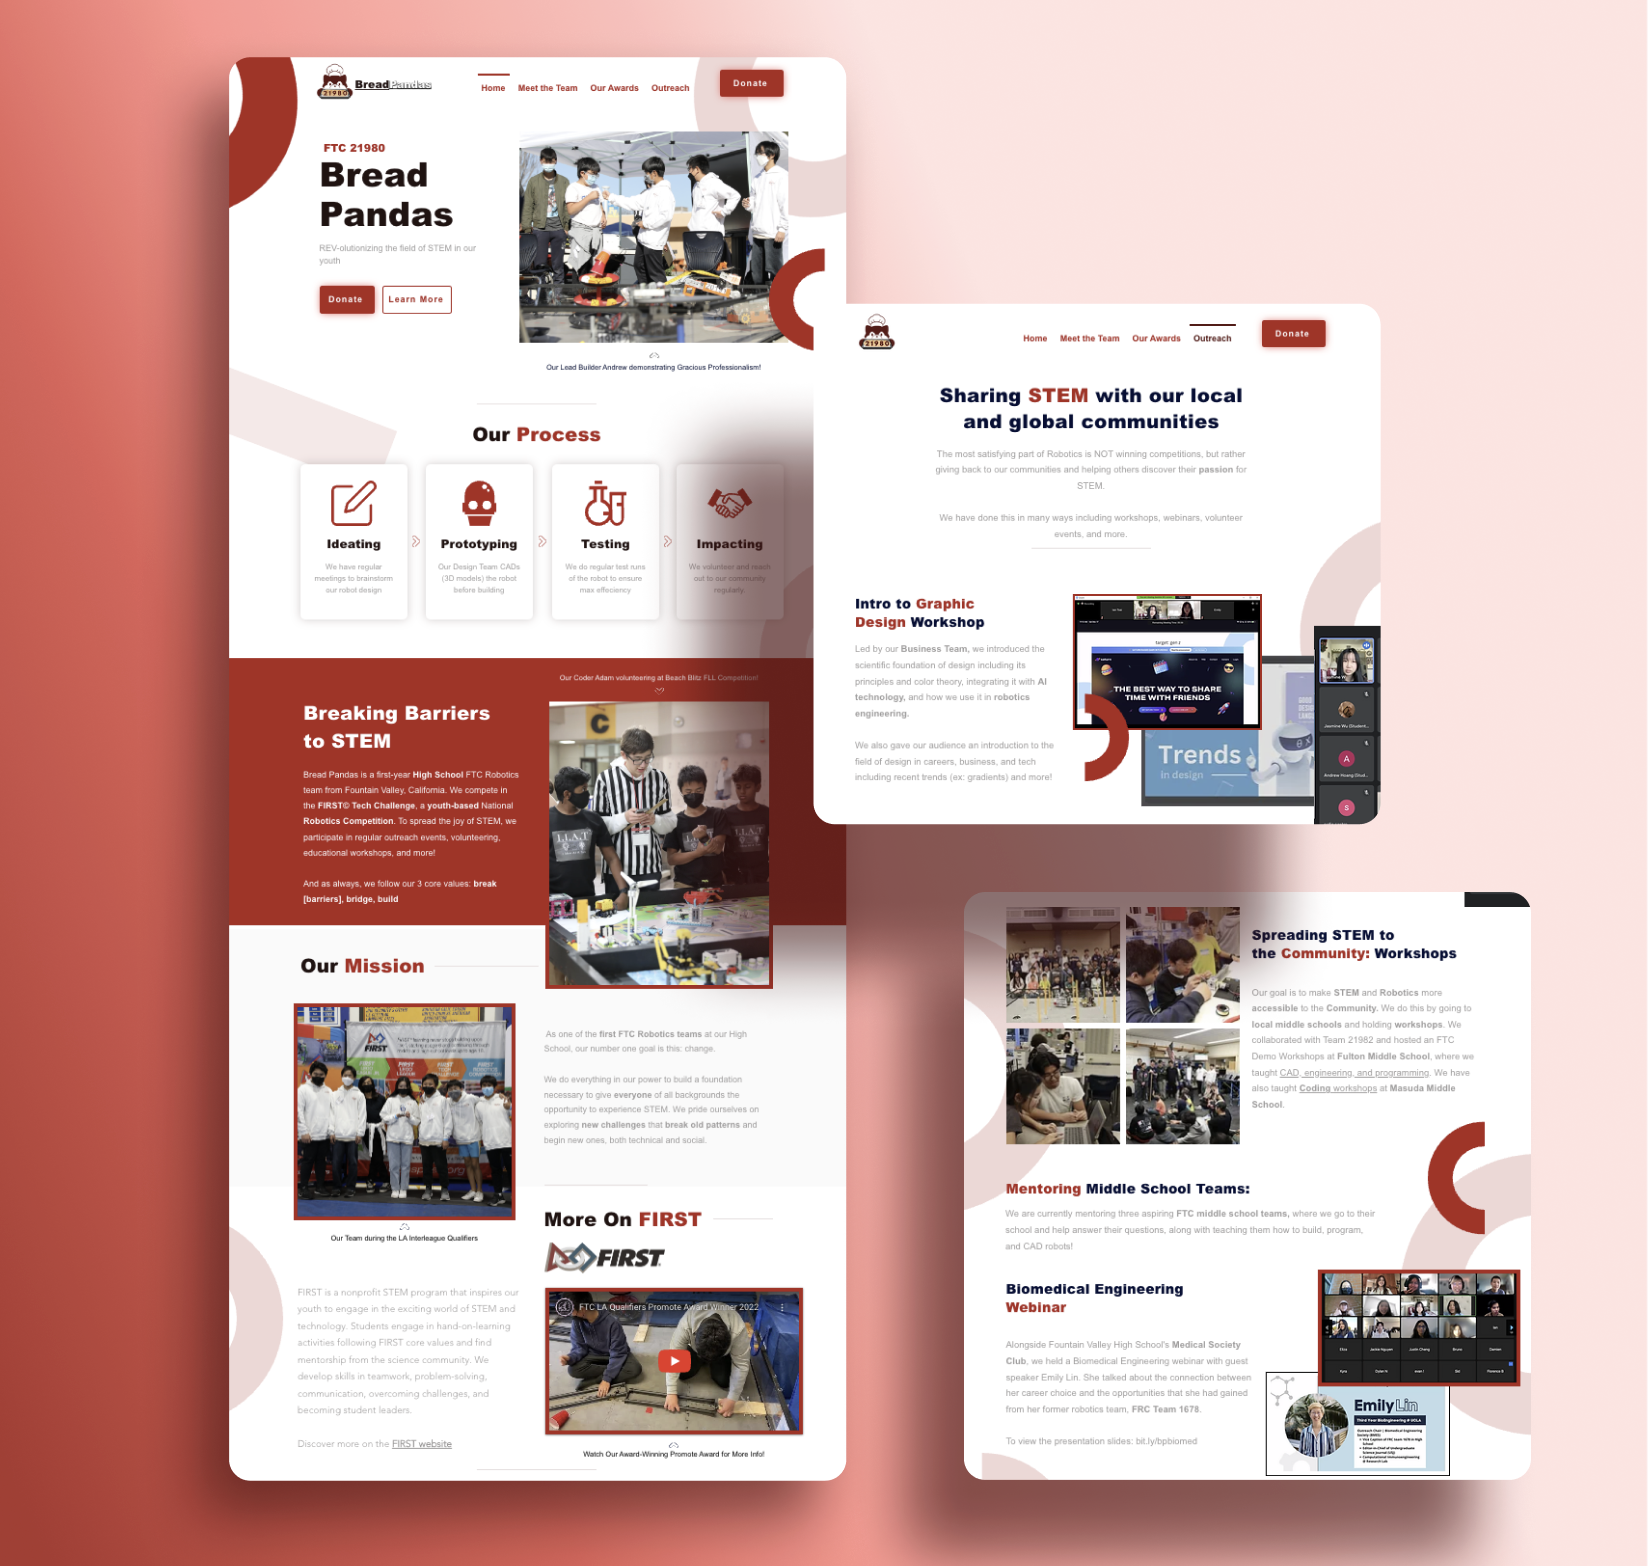 21980
BreadPandas
Home
Meet the Team
Our Awards
Outreach
Donate
FTC 21980
Bread
Pandas
REV-olutionizing the field of STEM in our
youth
Donate
Learn More
Our Lead Builder Andrew demonstrating Gracious Professionalism!
Our Process
Ideating
We have regular
meetings to brainstorm
our robot design
Prototyping
Our Design Team CADs
(3D models) the robot
before building
Testing
We do regular test runs
of the robot to ensure
max effeciency
Impacting
We volunteer and reach
out to our community
regularly.
Our Coder Adam volunteering at Beach Blitz FLL Competition!
Breaking Barriers
to STEM
Bread Pandas is a first-year High School FTC Robotics
team from Fountain Valley, California. We compete in
the FIRST© Tech Challenge, a youth-based National
Robotics Competition. To spread the joy of STEM, we
participate in regular outreach events, volunteering,
educational workshops, and more!
And as always, we follow our 3 core values: break
[barriers], bridge, build
C
Our Mission
FIRST
Our Team during the LA Interleague Qualifiers
As one of the first FTC Robotics teams at our High
School, our number one goal is this: change.
We do everything in our power to build a foundation
necessary to give everyone of all backgrounds the
opportunity to experience STEM. We pride ourselves on
exploring new challenges that break old patterns and
begin new ones, both technical and social.
More On FIRST
FIRST
FTC LA Qualifiers Promote Award Winner 2022
Watch Our Award-Winning Promote Award for More Info!
FIRST is a nonprofit STEM program that inspires our
youth to engage in the exciting world of STEM and
technology. Students engage in hand-on-learning
activities following FIRST core values and find
mentorship from the science community. We
develop skills in teamwork, problem-solving,
communication, overcoming challenges, and
becoming student leaders.
Discover more on the FIRST website
21980
Home
Meet the Team
Our Awards
Outreach
Donate
Sharing STEM with our local
and global communities
The most satisfying part of Robotics is NOT winning competitions, but rather
giving back to our communities and helping others discover their passion for
STEM.
We have done this in many ways including workshops, webinars, volunteer
events, and more.
Intro to Graphic
Design Workshop
Led by our Business Team, we introduced the
scientific foundation of design including its
principles and color theory, integrating it with AI
technology, and how we use it in robotics
engineering.
We also gave our audience an introduction to the
field of design in careers, business, and tech
including recent trends (ex: gradients) and more!
THE BEST WAY TO SHARE
TIME WITH FRIENDS
Trends
in design
Jasmine Wu (Student...
A
Andrew Huang (Stud...
S
Spreading STEM to
the Community: Workshops
Our goal is to make STEM and Robotics more
accessible to the Community. We do this by going to
local middle schools and holding workshops. We
collaborated with Team 21982 and hosted an FTC
Demo Workshops at Fulton Middle School, where we
taught CAD, engineering, and programming. We have
also taught Coding workshops at Masuda Middle
School.
Mentoring Middle School Teams:
We are currently mentoring three aspiring FTC middle school teams, where we go to their
school and help answer their questions, along with teaching them how to build, program,
and CAD robots!
Biomedical Engineering
Webinar
Alongside Fountain Valley High School's Medical Society
Club, we held a Biomedical Engineering webinar with guest
speaker Emily Lin. She talked about the connection between
her career choice and the opportunities that she had gained
from her former robotics team, FRC Team 1678.
To view the presentation slides: bit.ly/bpbiomed
Emily Lin
Third Year BioEngineering @ UCLA